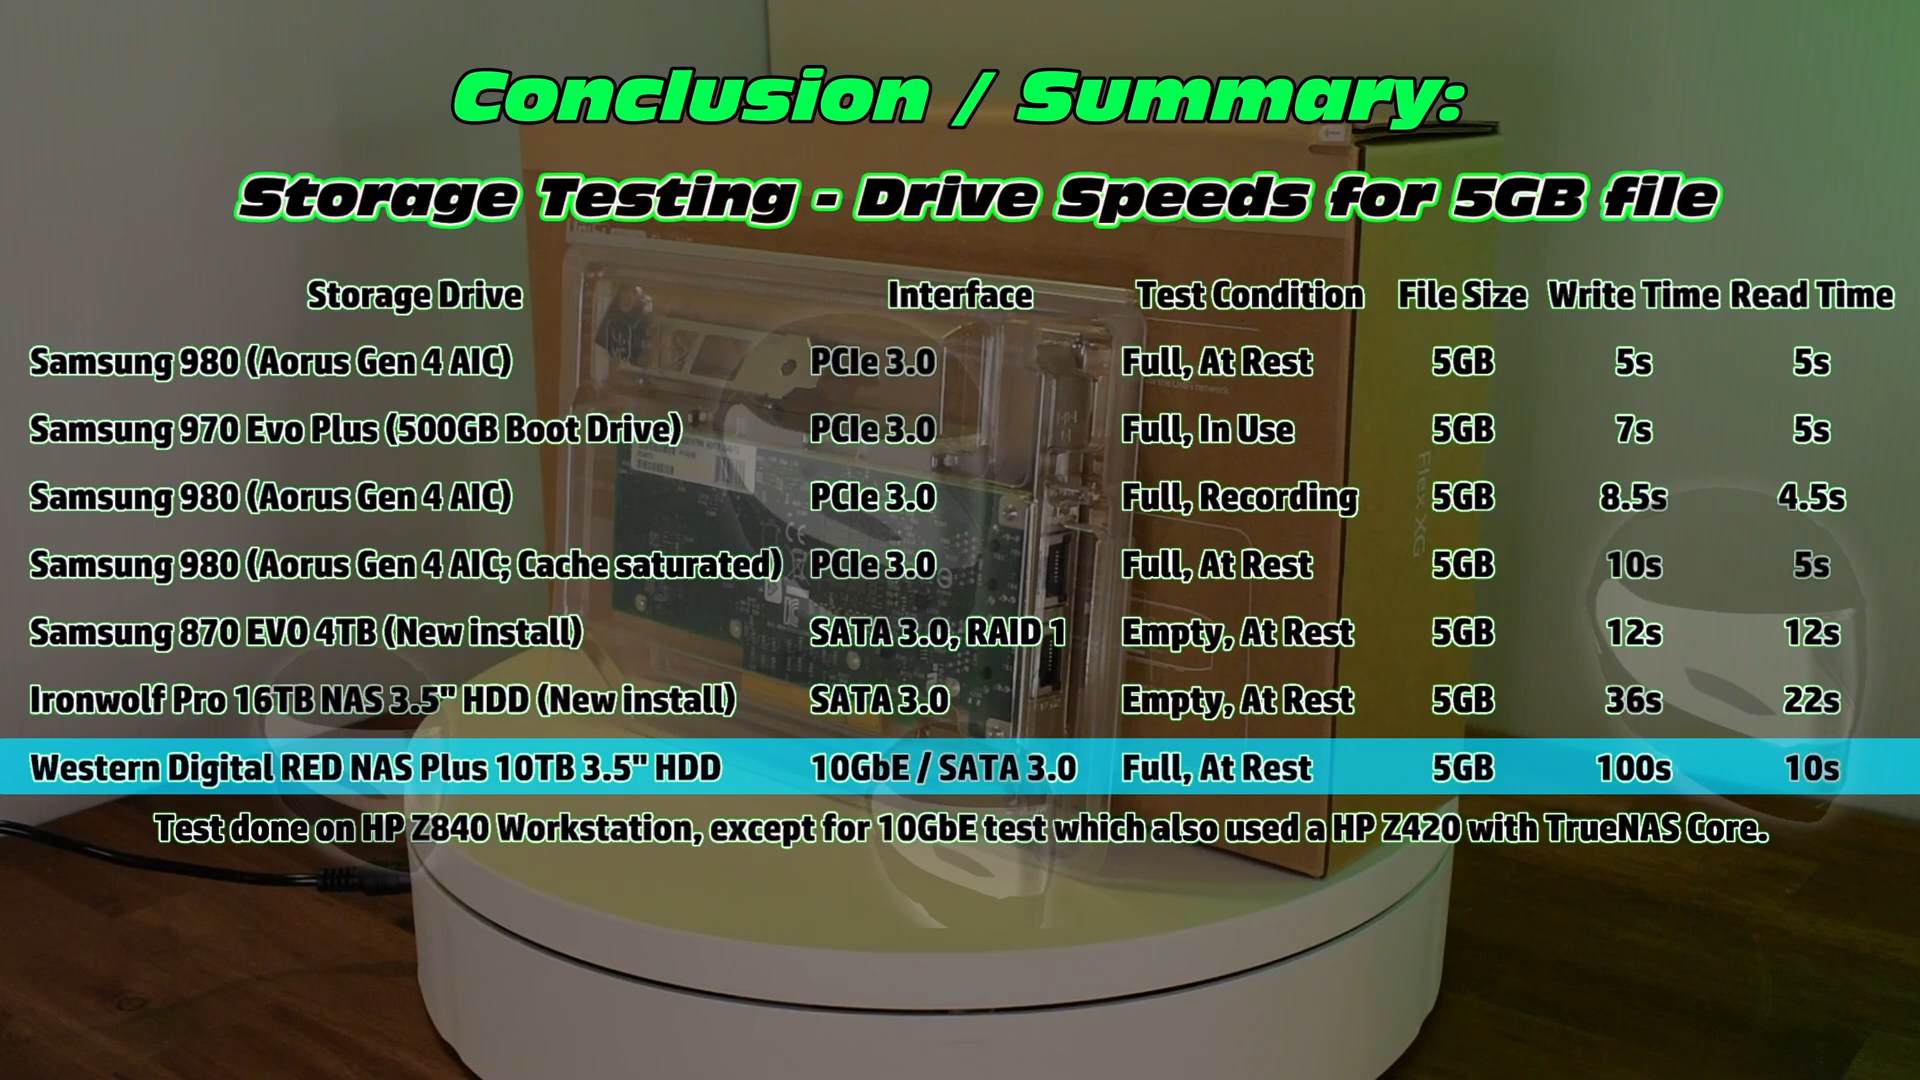 Conclusion / Summary:
Storage Testing - Drive Speeds for 5GB file
Storage Drive Interface Test Condition File Size Write Time Read Time
Samsung 980 (Aorus Gen 4 AIC) PCIe 3.0 Full, At Rest 5GB 5s 5s
Samsung 970 Evo Plus (500GB Boot Drive) PCIe 3.0 Full, In Use 5GB 7s 5s
Samsung 980 (Aorus Gen 4 AIC) PCIe 3.0 Full, Recording 5GB 8.5s 4.5s
Samsung 980 (Aorus Gen 4 AIC; Cache saturated) PCIe 3.0 Full, At Rest 5GB 10s 5s
Samsung 870 EVO 4TB (New install) SATA 3.0, RAID 1 Empty, At Rest 5GB 12s 12s
Ironwolf Pro 16TB NAS 3.5" HDD (New install) SATA 3.0 Empty, At Rest 5GB 36s 22s
Western Digital RED NAS Plus 10TB 3.5" HDD 10GbE / SATA 3.0 Full, At Rest 5GB 100s 10s
Test done on HP Z840 Workstation, except for 10GbE test which also used a HP Z420 with TrueNAS Core.
Flex XG